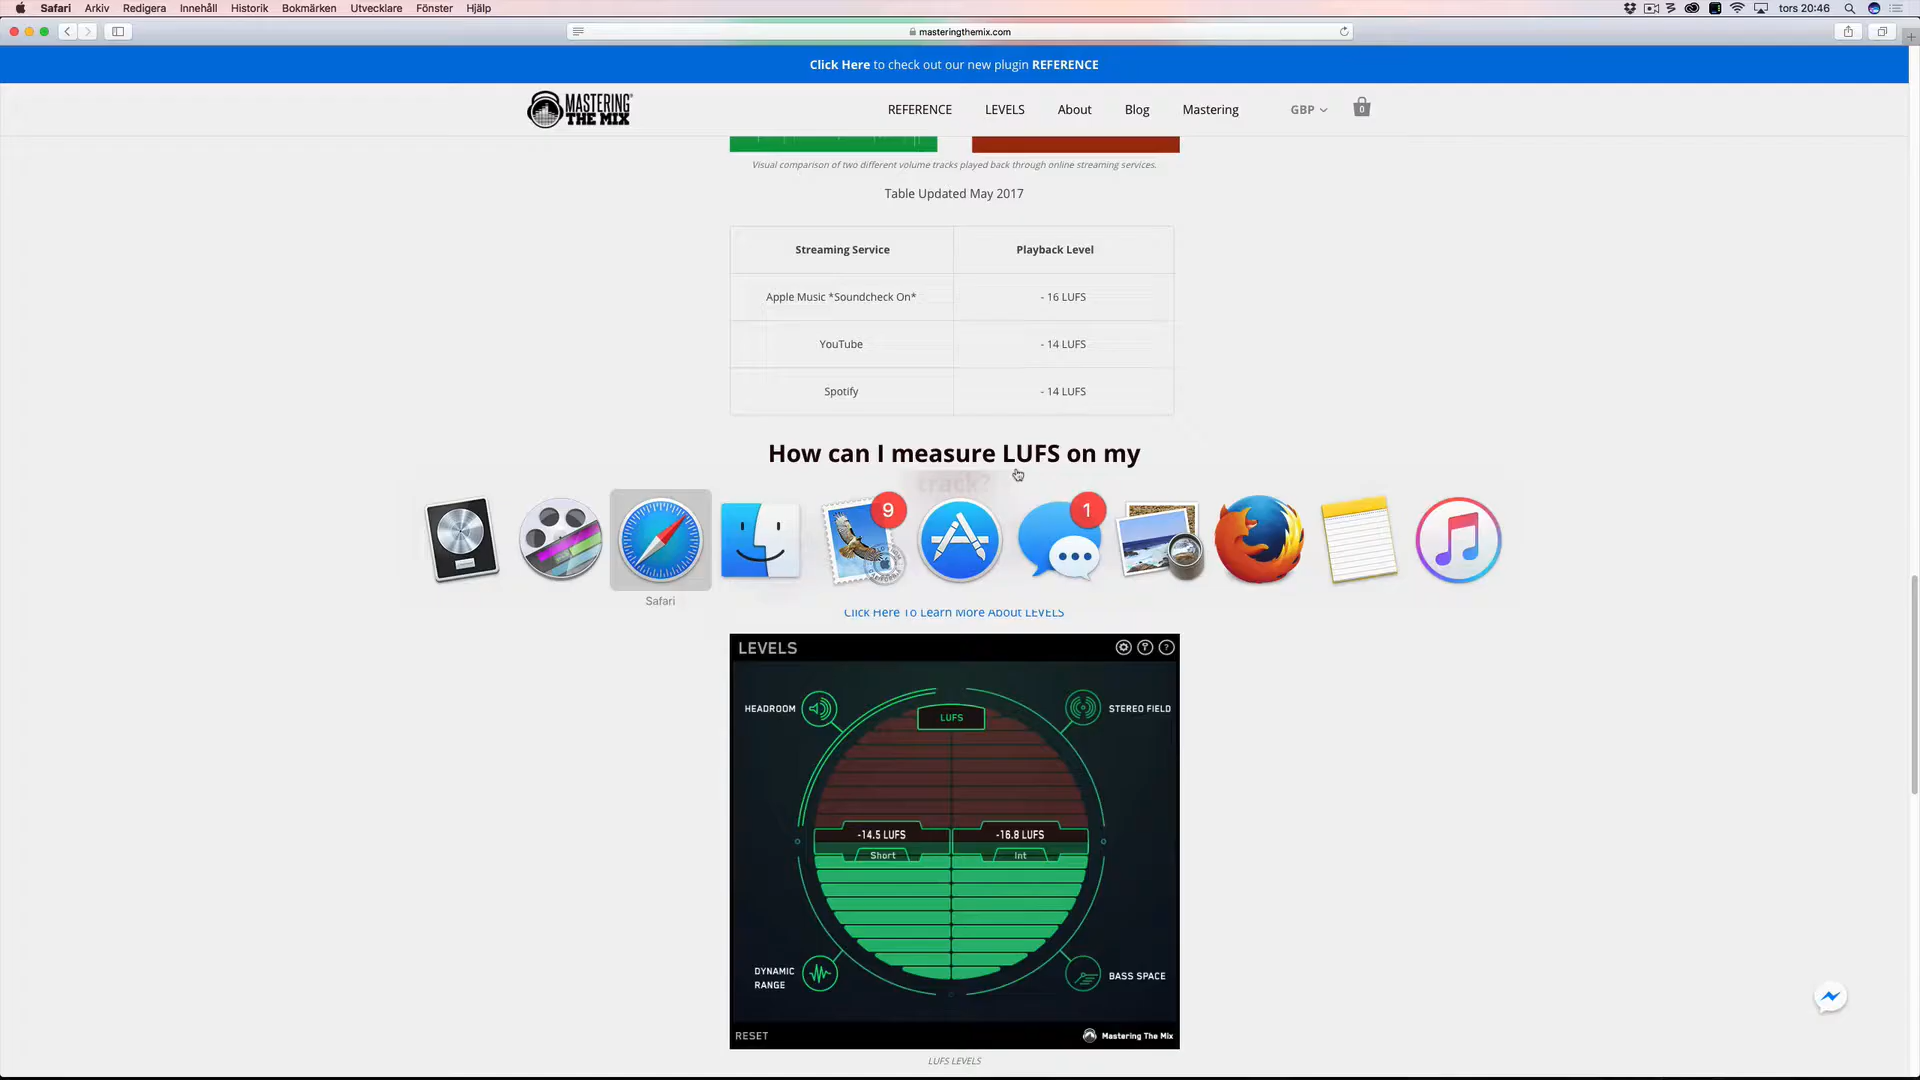 Safari Arkiv Redigera Innehåll Historik Bokmärken Utvecklare Fönster Hjälp tors 20:46
masteringthemix.com
Click Here to check out our new plugin REFERENCE
MASTERING THE MIX
REFERENCE LEVELS About Blog Mastering GBP 0
Visual comparison of two different volume tracks played back through online streaming services.
Table Updated May 2017
Streaming Service Playback Level
Apple Music *Soundcheck On* - 16 LUFS
YouTube - 14 LUFS
Spotify - 14 LUFS
How can I measure LUFS on my
track?
9 1
Safari
Click Here To Learn More About LEVELS
LEVELS ?
HEADROOM LUFS STEREO FIELD
-14.5 LUFS -16.8 LUFS
Short Int
DYNAMIC RANGE BASS SPACE
RESET Mastering The Mix
LUFS LEVELS